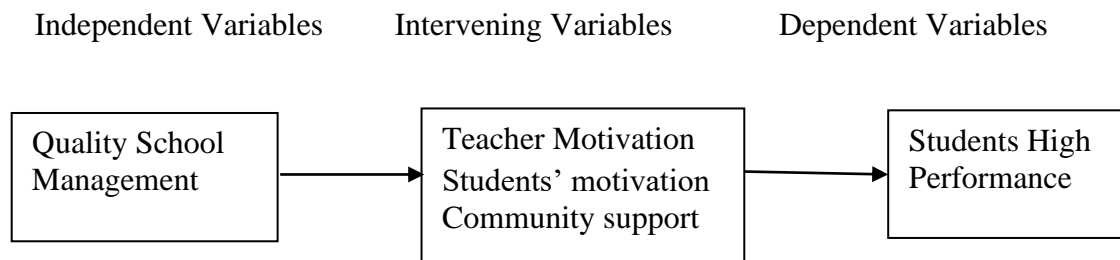 Independent Variables Intervening Variables Dependent Variables
Quality School
Management
Teacher Motivation
Students’ motivation
Community support
Students High
Performance